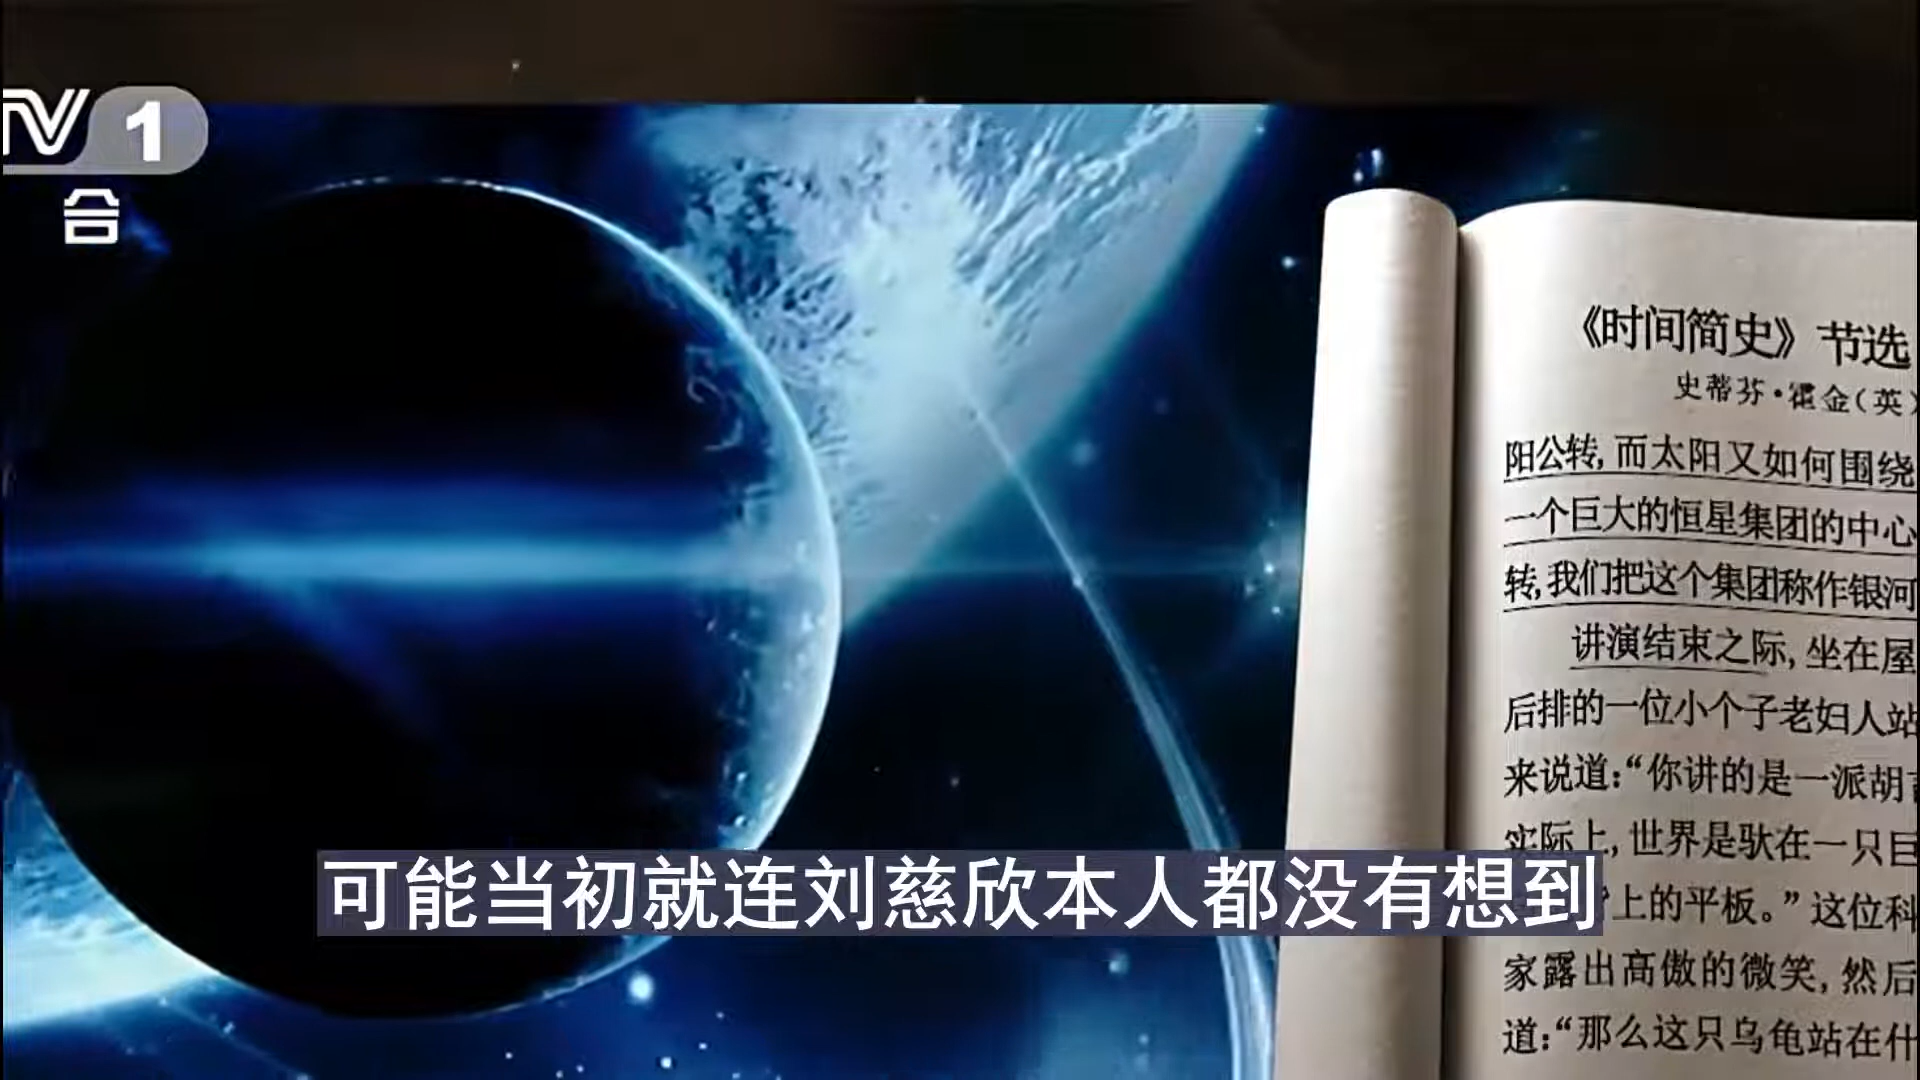 TV 1
合
《时间简史》节选
史蒂芬·霍金(英)
阳公转,而太阳又如何围绕
一个巨大的恒星集团的中心
转,我们把这个集团称作银河
讲演结束之际,坐在屋
后排的一位小个子老妇人站
来说道:“你讲的是一派胡
实际上,世界是驮在一只巨
上的平板。”这位科
家露出高傲的微笑,然后
道:“那么这只乌龟站在什
可能当初就连刘慈欣本人都没有想到